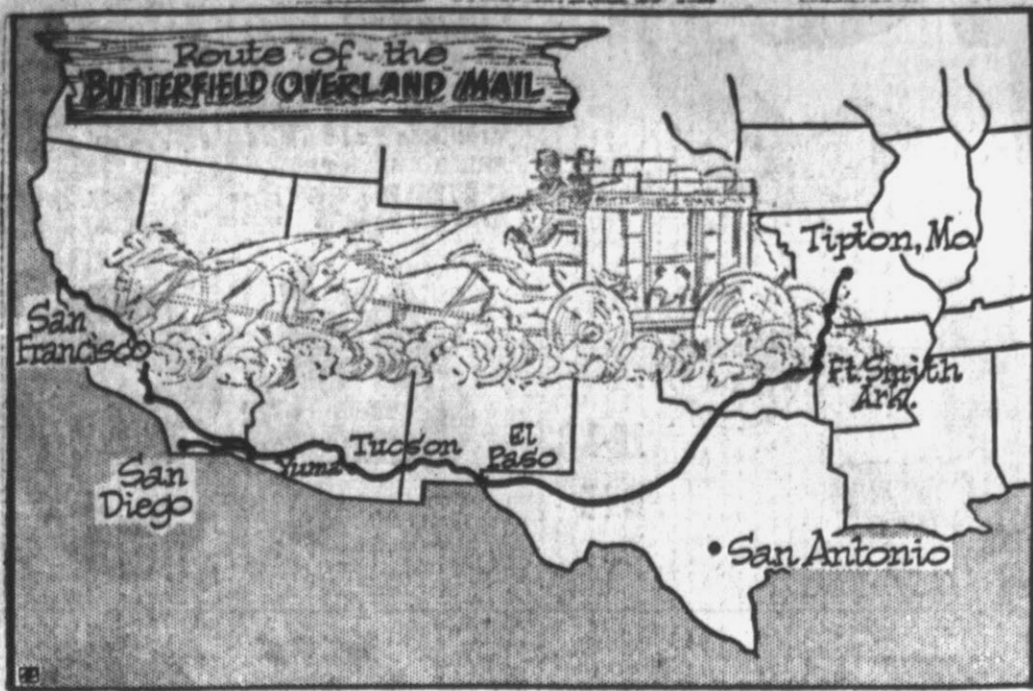 Route of the
BUTTERFIELD OVERLAND MAIL
Tipton, Mo
San
Francisco
Ft. Smith
Ark.
Tucson
El
Paso
Yuma
San
Diego
San Antonio